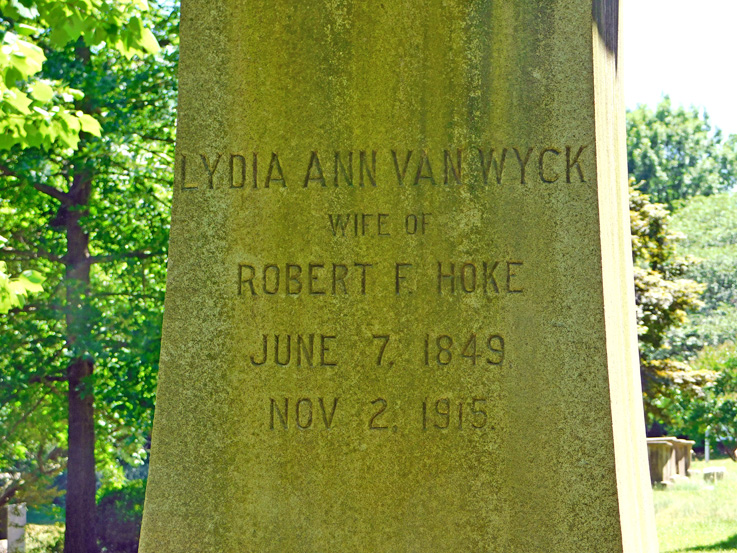 LYDIA ANN VAN WYCK
WIFE OF
ROBERT F. HOKE
JUNE 7, 1849
NOV 2, 1915.